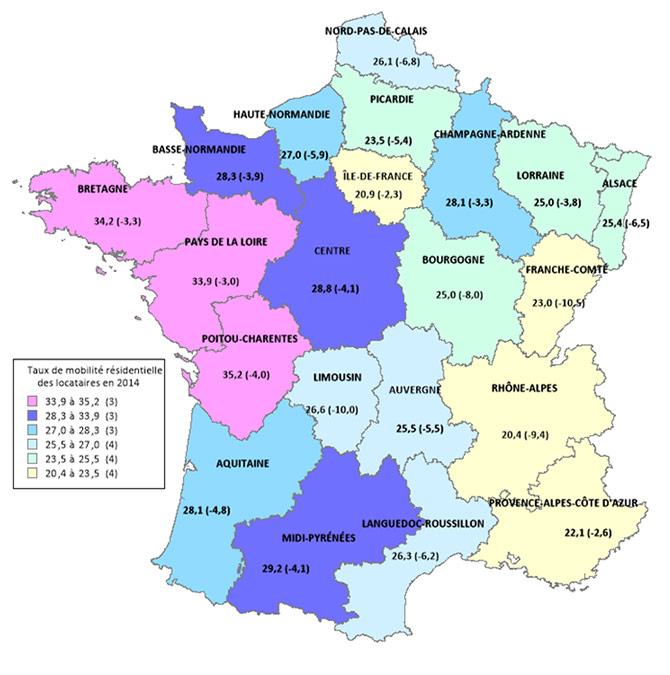 NORD-PAS-DE-CALAIS
26,1 (-6,8)
PICARDIE
23,5 (-5,4)
HAUTE-NORMANDIE
27,0 (-5,9)
CHAMPAGNE-ARDENNE
28,1 (-3,3)
BASSE-NORMANDIE
28,3 (-3,9)
ÎLE-DE-FRANCE
20,9 (-2,3)
LORRAINE
25,0 (-3,8)
ALSACE
25,4 (-6,5)
BRETAGNE
34,2 (-3,3)
PAYS DE LA LOIRE
33,9 (-3,0)
CENTRE
28,8 (-4,1)
BOURGOGNE
25,0 (-8,0)
FRANCHE-COMTÉ
23,0 (-10,5)
POITOU-CHARENTES
35,2 (-4,0)
Taux de mobilité résidentielle
des locataires en 2014
33,9 à 35,2 (3)
28,3 à 33,9 (3)
27,0 à 28,3 (3)
25,5 à 27,0 (4)
23,5 à 25,5 (4)
20,4 à 23,5 (4)
LIMOUSIN
26,6 (-10,0)
AUVERGNE
25,5 (-5,5)
RHÔNE-ALPES
20,4 (-9,4)
AQUITAINE
28,1 (-4,8)
MIDI-PYRÉNÉES
29,2 (-4,1)
LANGUEDOC-ROUSSILLON
26,3 (-6,2)
PROVENCE-ALPES-CÔTE D'AZUR
22,1 (-2,6)